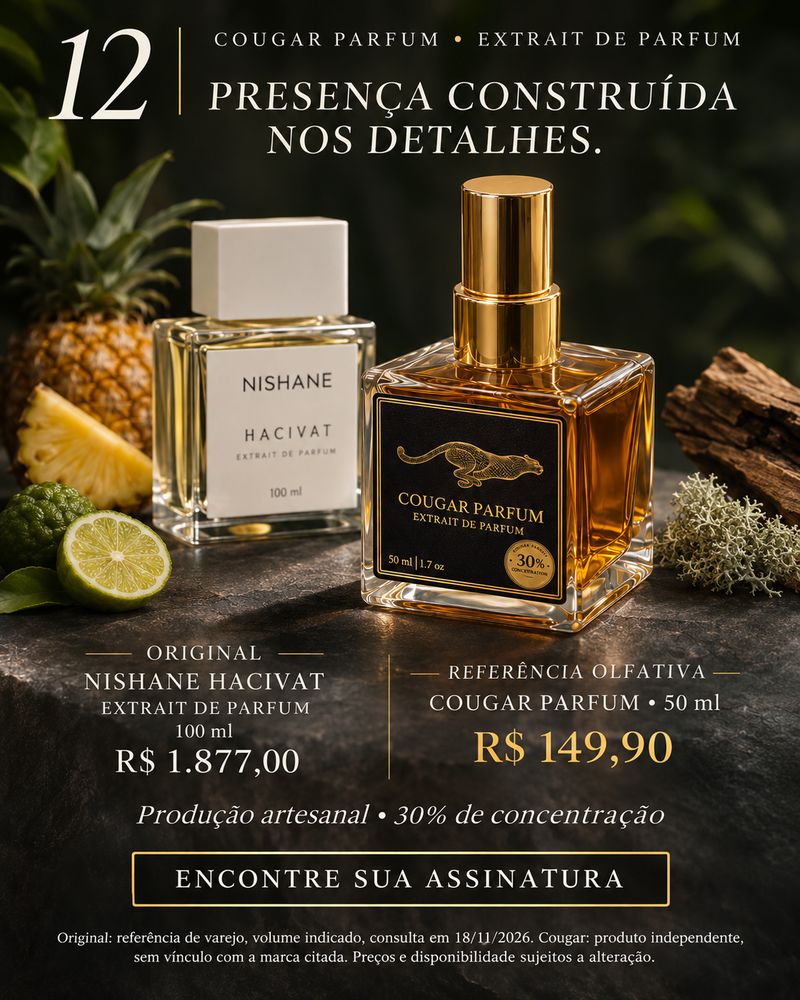 12
COUGAR PARFUM • EXTRAIT DE PARFUM
PRESENÇA CONSTRUÍDA
NOS DETALHES.
NISHANE
HACIVAT
EXTRAIT DE PARFUM
100 ml
COUGAR PARFUM
EXTRAIT DE PARFUM
50 ml | 1.7 oz
30%
ORIGINAL
NISHANE HACIVAT
EXTRAIT DE PARFUM
100 ml
R$ 1.877,00
REFERÊNCIA OLFATIVA
COUGAR PARFUM • 50 ml
R$ 149,90
Produção artesanal • 30% de concentração
ENCONTRE SUA ASSINATURA
Original: referência de varejo, volume indicado, consulta em 18/11/2026. Cougar: produto independente,
sem vínculo com a marca citada. Preços e disponibilidade sujeitos a alteração.